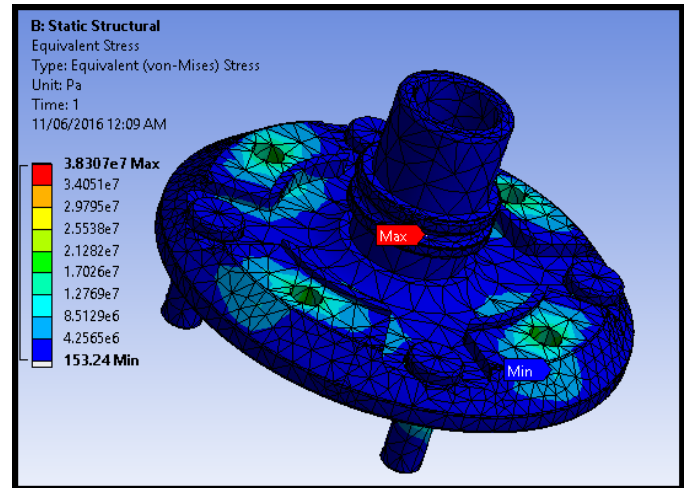 B: Static Structural
Equivalent Stress
Type: Equivalent (von-Mises) Stress
Unit: Pa
Time: 1
11/06/2016 12:09 AM
3.8307e7 Max
3.4051e7
2.9795e7
2.5538e7
2.1282e7
1.7026e7
1.2769e7
8.5129e6
4.2565e6
153.24 Min
Max
Min